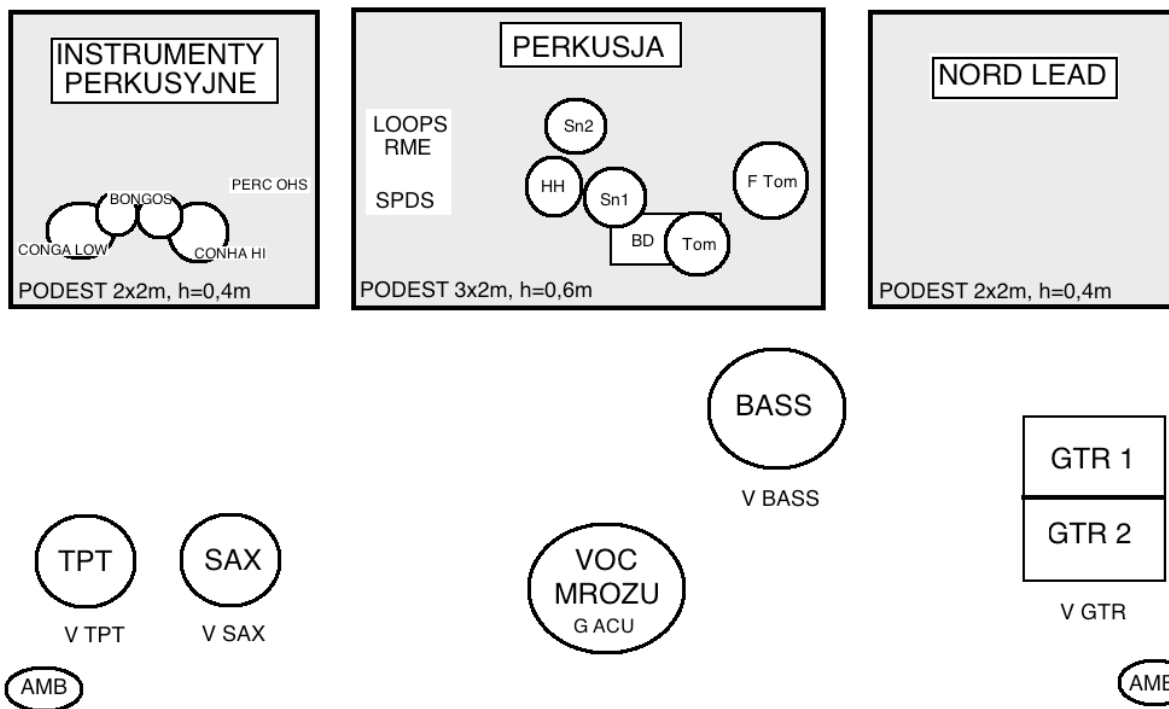 INSTRUMENTY
PERKUSYJNE
PERC OHS
BONGOS
CONGA LOW
CONHA HI
PODEST 2x2m, h=0,4m
PERKUSJA
LOOPS
RME
SPDS
Sn2
HH
Sn1
F Tom
BD
Tom
PODEST 3x2m, h=0,6m
NORD LEAD
PODEST 2x2m, h=0,4m
BASS
V BASS
GTR 1
GTR 2
V GTR
TPT
V TPT
SAX
V SAX
VOC
MROZU
G ACU
AMB
AMB